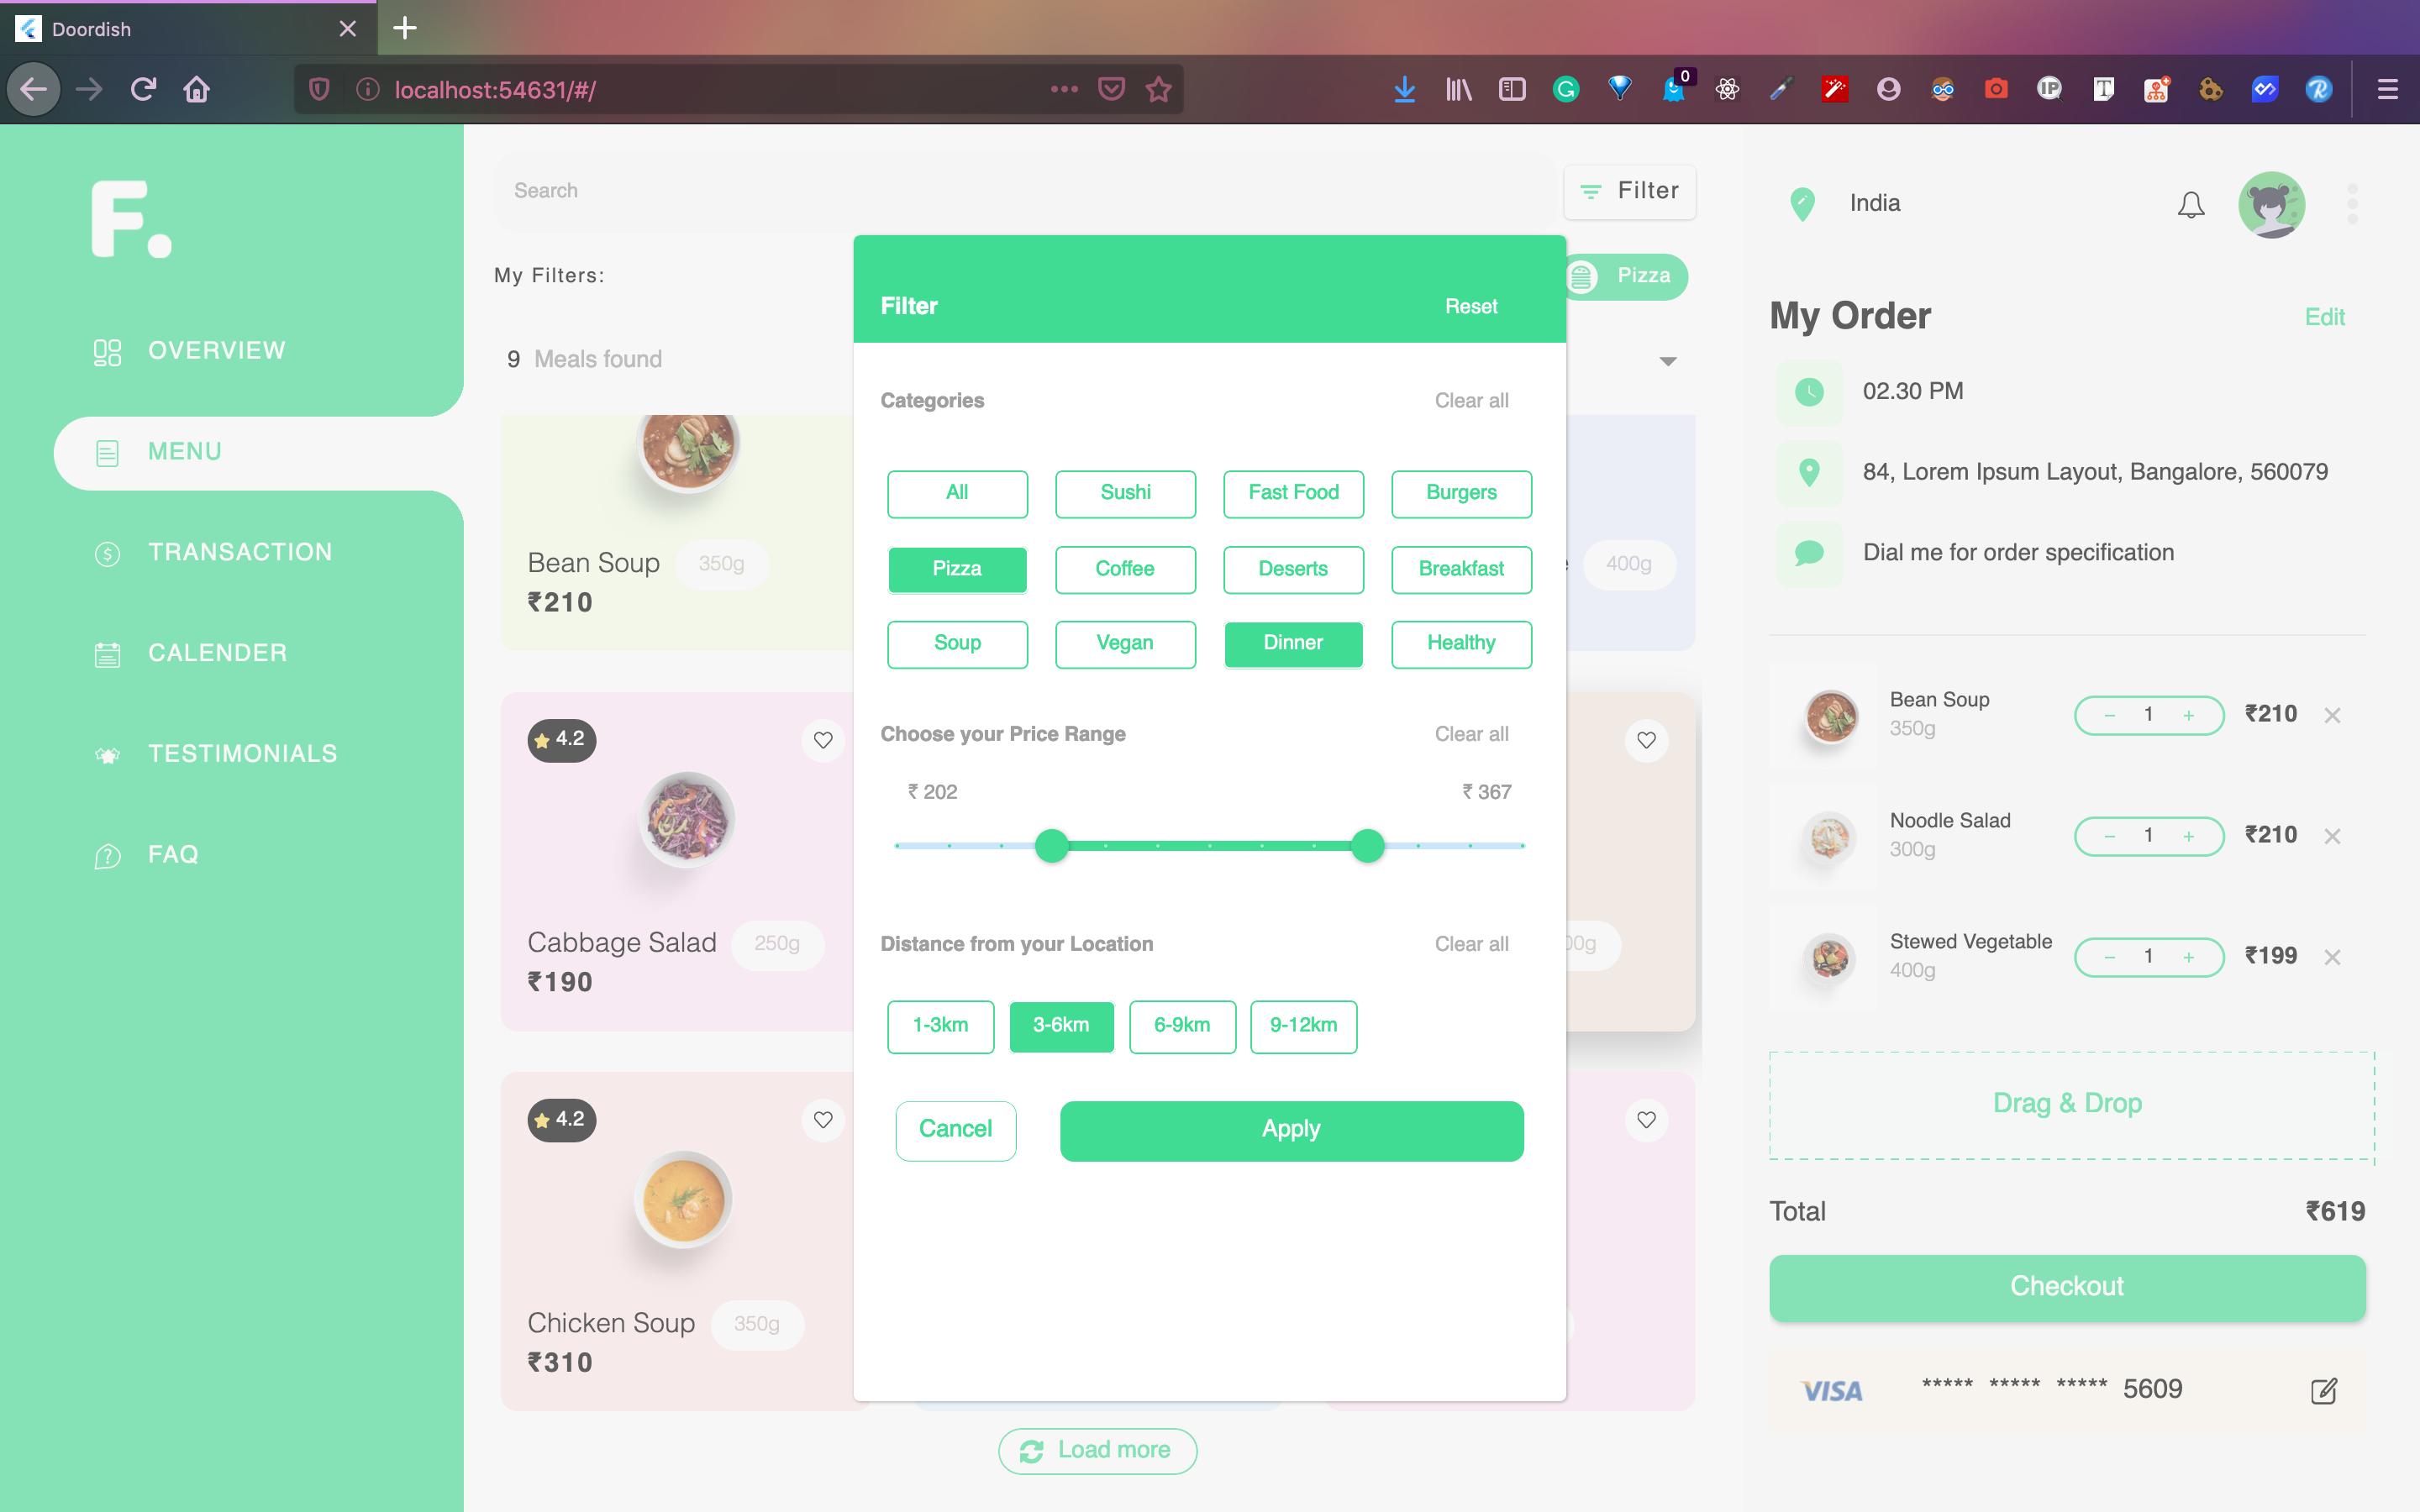 Doordish
localhost:54631/#/
0
F.
OVERVIEW
MENU
TRANSACTION
CALENDER
TESTIMONIALS
FAQ
Search
Filter
My Filters:
Pizza
9 Meals found
Bean Soup 350g
₹210
400g
4.2
Cabbage Salad 250g
₹190
4.2
Chicken Soup 350g
₹310
Load more
Filter Reset
Categories Clear all
All Sushi Fast Food Burgers
Pizza Coffee Deserts Breakfast
Soup Vegan Dinner Healthy
Choose your Price Range Clear all
₹ 202 ₹ 367
Distance from your Location Clear all
1-3km 3-6km 6-9km 9-12km
Cancel Apply
India
My Order Edit
02.30 PM
84, Lorem Ipsum Layout, Bangalore, 560079
Dial me for order specification
Bean Soup
350g
− 1 + ₹210
Noodle Salad
300g
− 1 + ₹210
Stewed Vegetable
400g
− 1 + ₹199
Drag & Drop
Total ₹619
Checkout
VISA ***** ***** ***** 5609